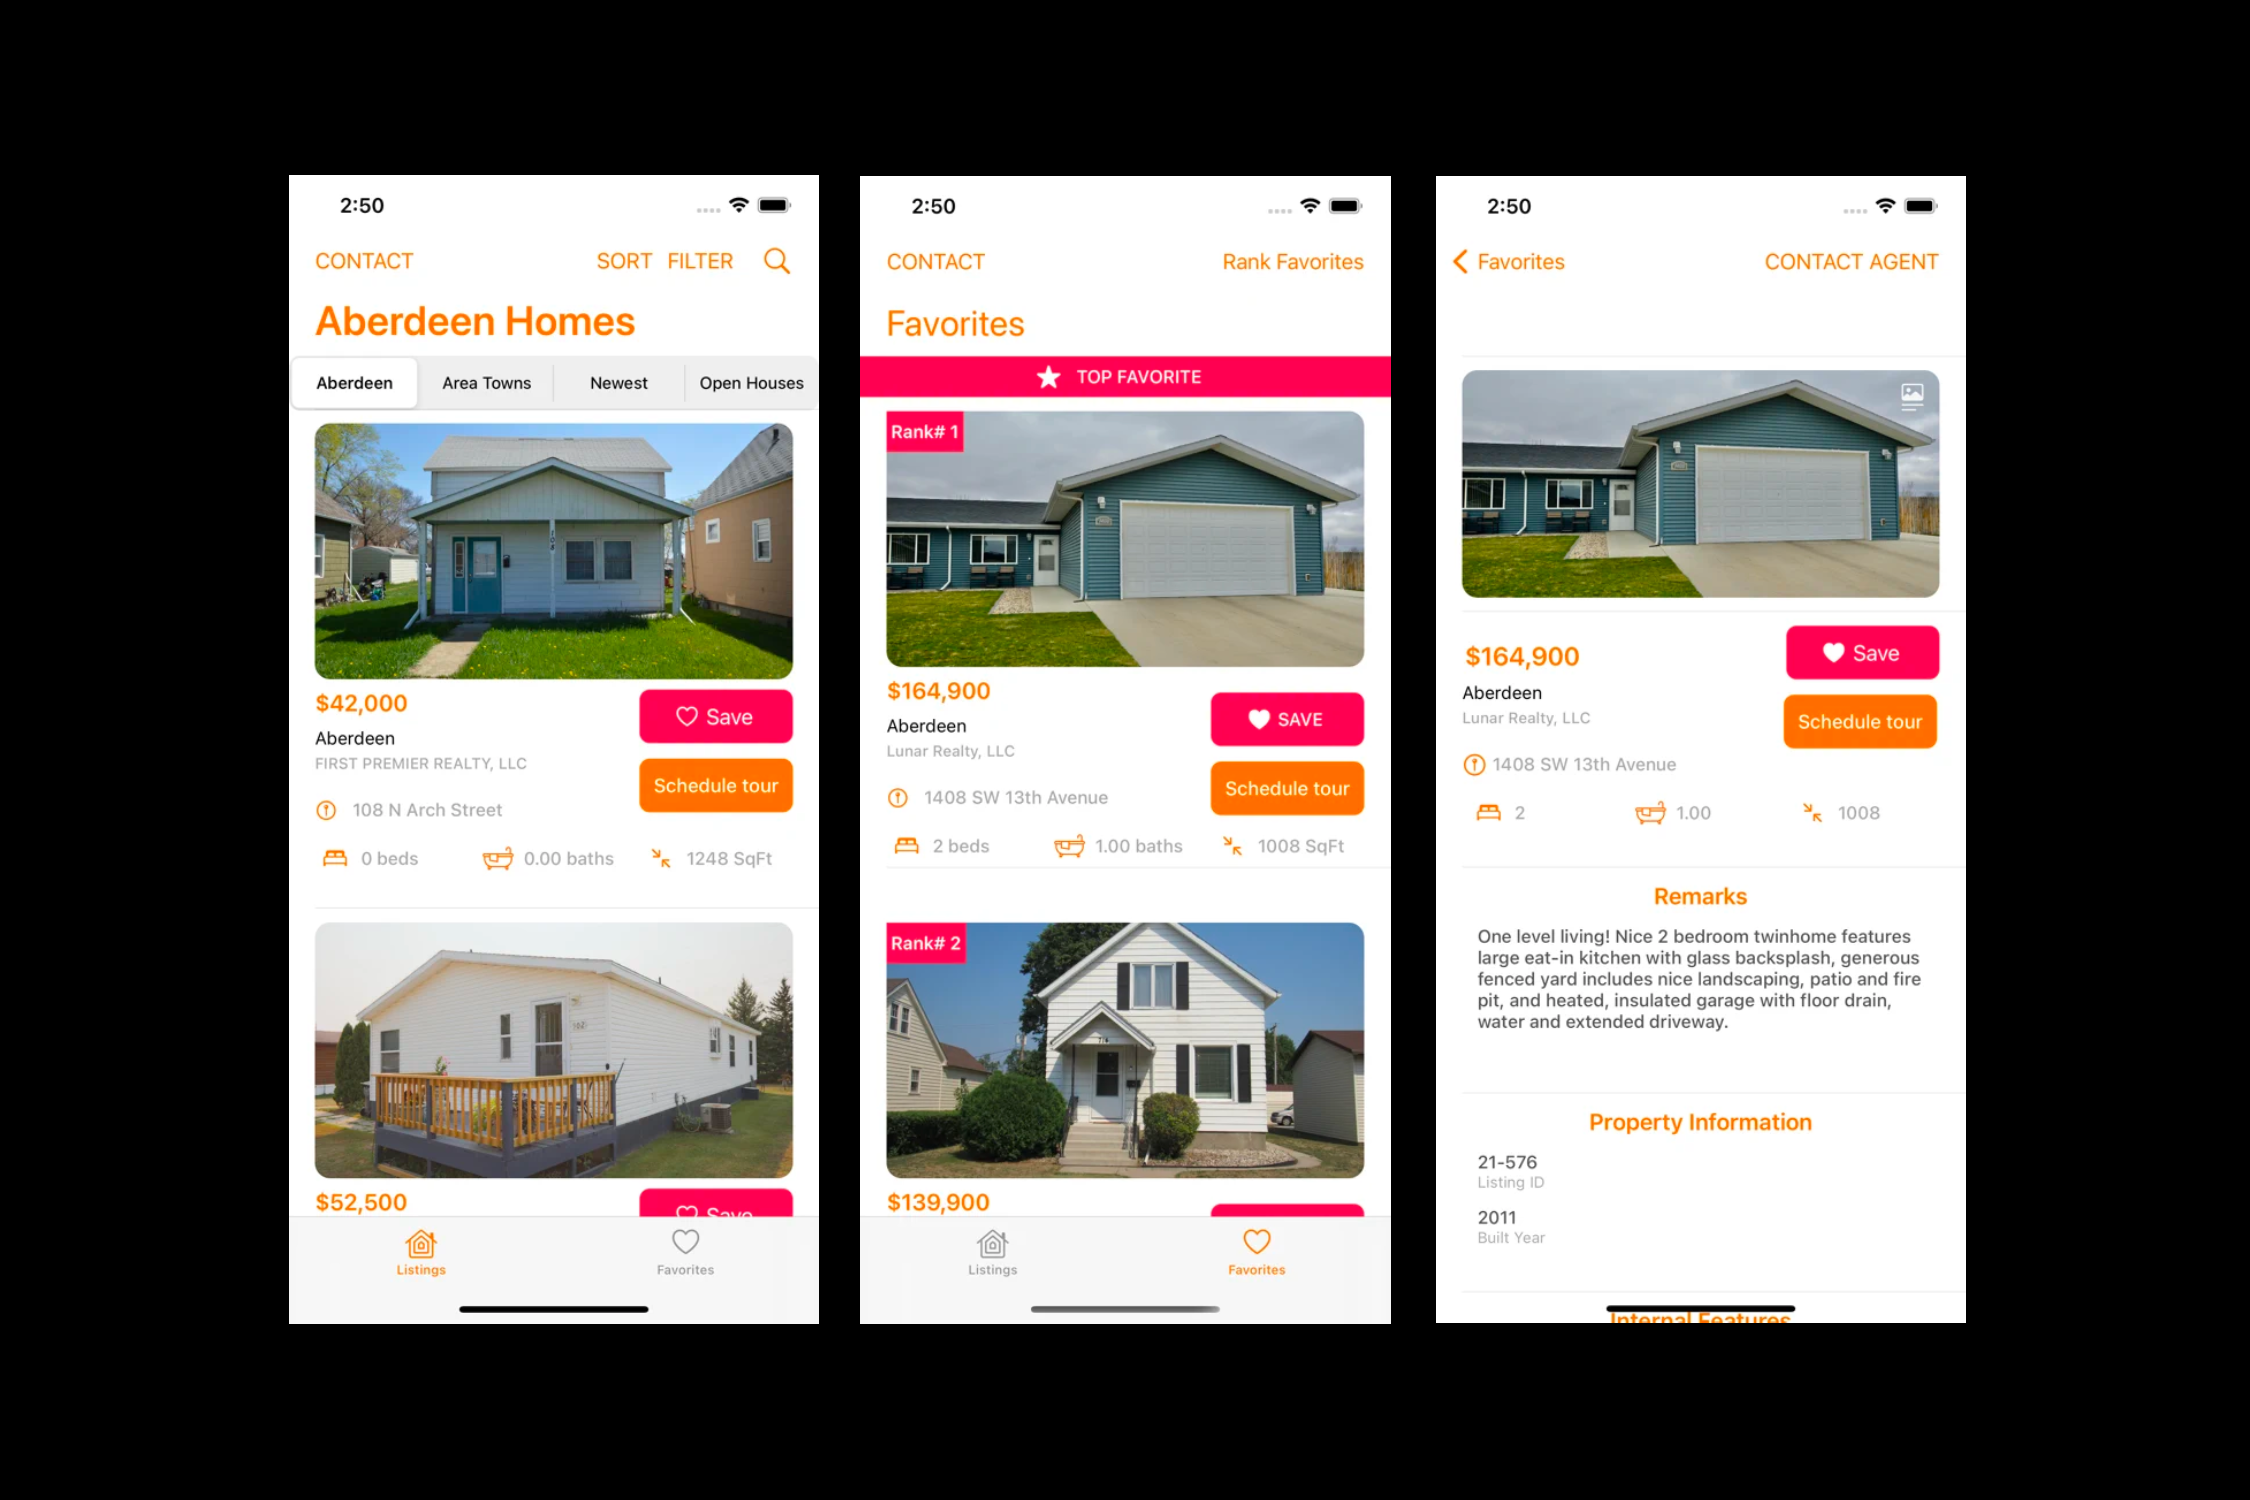 2:50
CONTACT SORT FILTER
Aberdeen Homes
Aberdeen Area Towns Newest Open Houses
108
$42,000
Save
Aberdeen
FIRST PREMIER REALTY, LLC
Schedule tour
108 N Arch Street
0 beds 0.00 baths 1248 SqFt
$52,500
Save
Listings Favorites
2:50
CONTACT Rank Favorites
Favorites
TOP FAVORITE
Rank# 1
$164,900
SAVE
Aberdeen
Lunar Realty, LLC
Schedule tour
1408 SW 13th Avenue
2 beds 1.00 baths 1008 SqFt
Rank# 2
$139,900
Listings Favorites
2:50
Favorites CONTACT AGENT
$164,900
Save
Aberdeen
Lunar Realty, LLC
Schedule tour
1408 SW 13th Avenue
2 1.00 1008
Remarks
One level living! Nice 2 bedroom twinhome features
large eat-in kitchen with glass backsplash, generous
fenced yard includes nice landscaping, patio and fire
pit, and heated, insulated garage with floor drain,
water and extended driveway.
Property Information
21-576
Listing ID
2011
Built Year
Internal Features